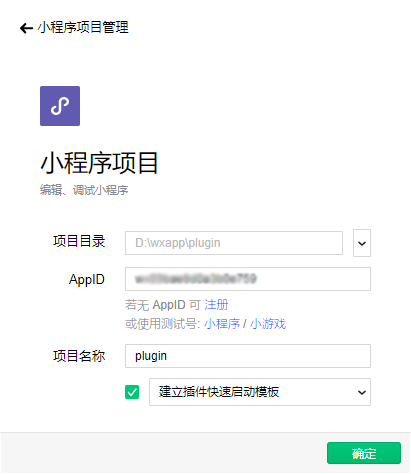 小程序项目管理
小程序项目
编辑、调试小程序
项目目录 D:\wxapp\plugin
AppID
若无 AppID 可 注册
或使用测试号: 小程序 / 小游戏
项目名称 plugin
建立插件快速启动模板
确定